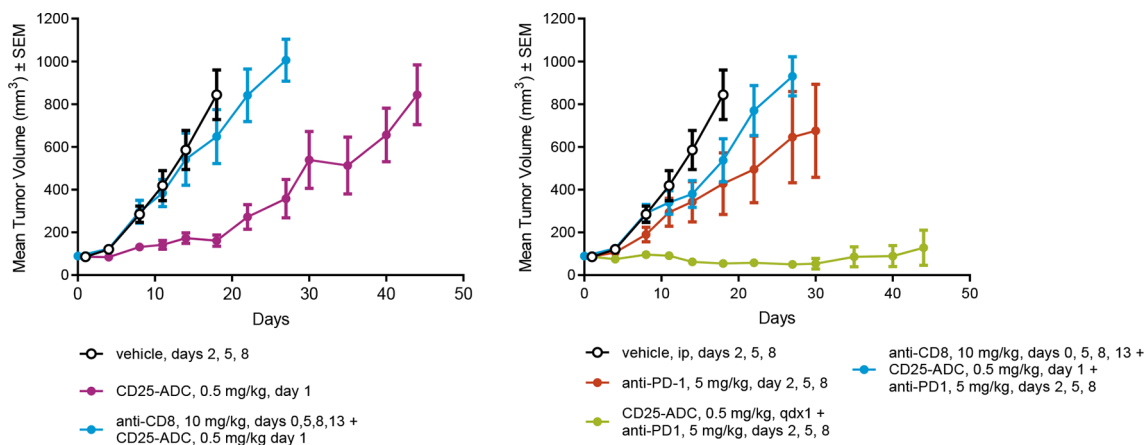 Mean Tumor Volume (mm³) ± SEM
1200
1000
800
600
400
200
0
0
10
20
30
40
50
Days
vehicle, days 2, 5, 8
CD25-ADC, 0.5 mg/kg, day 1
anti-CD8, 10 mg/kg, days 0,5,8,13 +
CD25-ADC, 0.5 mg/kg day 1
Mean Tumor Volume (mm³) ± SEM
1200
1000
800
600
400
200
0
0
10
20
30
40
50
Days
vehicle, ip, days 2, 5, 8
anti-PD-1, 5 mg/kg, day 2, 5, 8
CD25-ADC, 0.5 mg/kg, qdx1 +
anti-PD1, 5 mg/kg, days 2, 5, 8
anti-CD8, 10 mg/kg, days 0, 5, 8, 13 +
CD25-ADC, 0.5 mg/kg, day 1 +
anti-PD1, 5 mg/kg, days 2, 5, 8